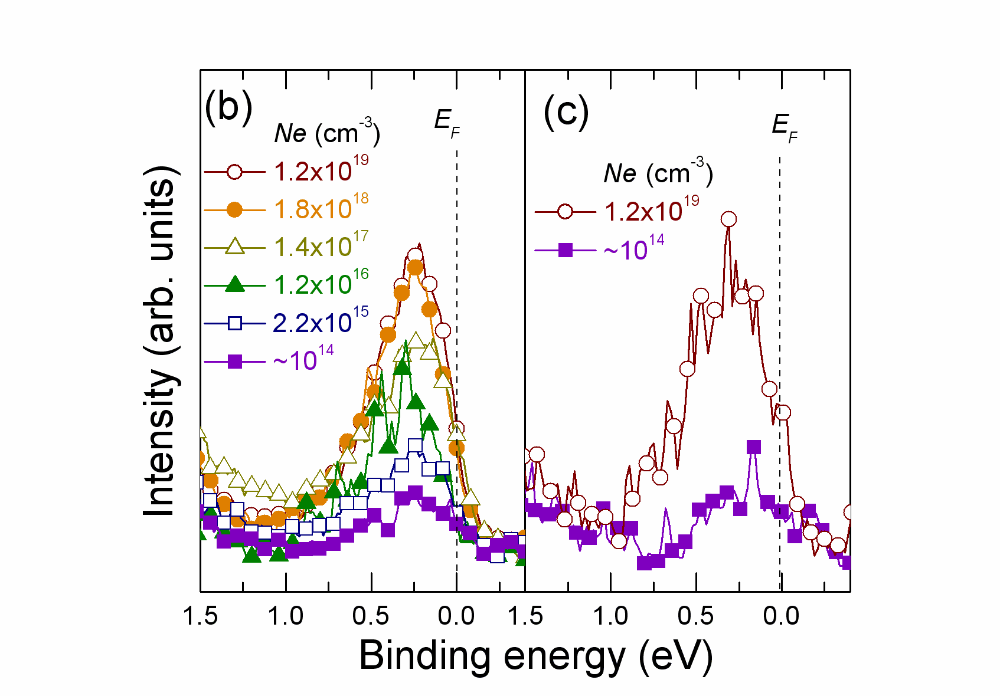 Intensity (arb. units)
(b)
E_F
Ne (cm⁻³)
1.2x10¹⁹
1.8x10¹⁸
1.4x10¹⁷
1.2x10¹⁶
2.2x10¹⁵
~10¹⁴
(c)
E_F
Ne (cm⁻³)
1.2x10¹⁹
~10¹⁴
1.5 1.0 0.5 0.0 1.5 1.0 0.5 0.0
Binding energy (eV)